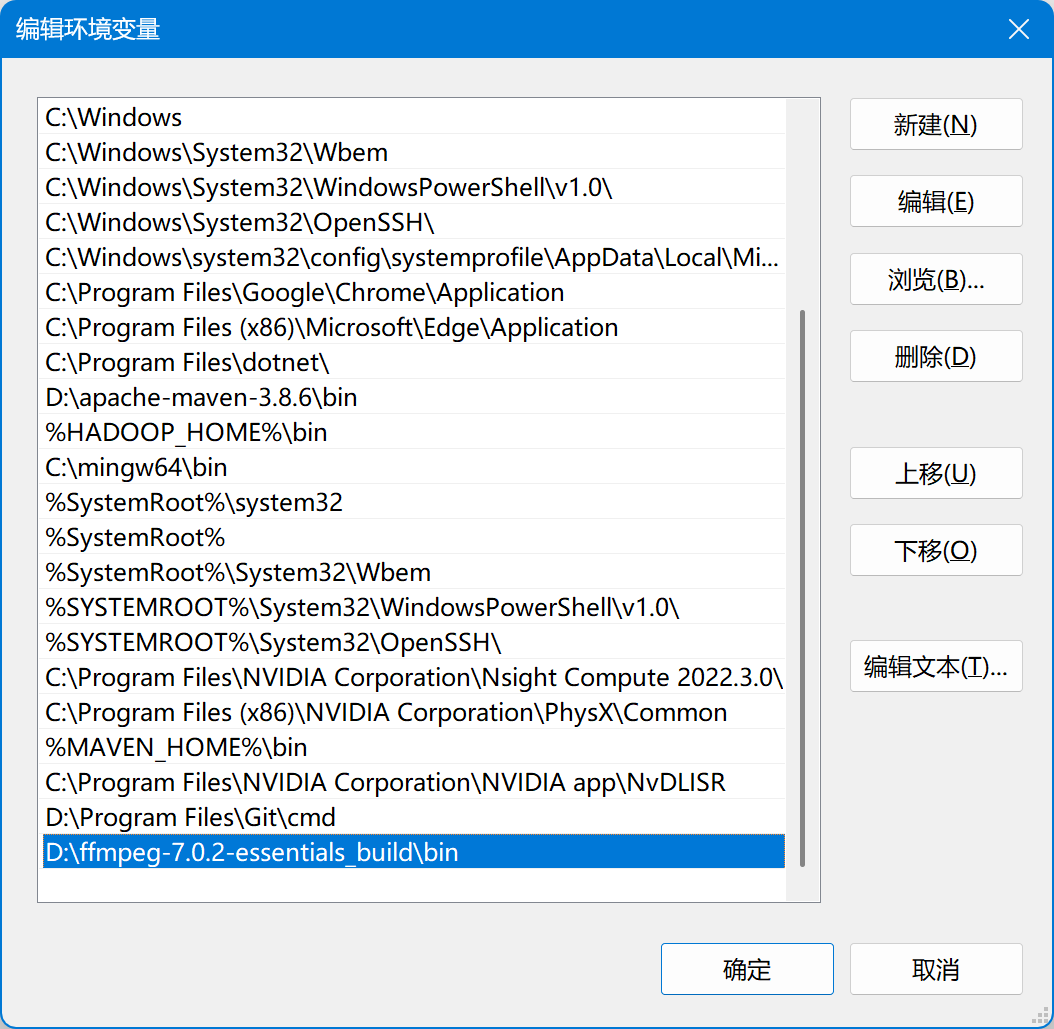 编辑环境变量
C:\Windows
C:\Windows\System32\Wbem
C:\Windows\System32\WindowsPowerShell\v1.0\
C:\Windows\System32\OpenSSH\
C:\Windows\system32\config\systemprofile\AppData\Local\Mi...
C:\Program Files\Google\Chrome\Application
C:\Program Files (x86)\Microsoft\Edge\Application
C:\Program Files\dotnet\
D:\apache-maven-3.8.6\bin
%HADOOP_HOME%\bin
C:\mingw64\bin
%SystemRoot%\system32
%SystemRoot%
%SystemRoot%\System32\Wbem
%SYSTEMROOT%\System32\WindowsPowerShell\v1.0\
%SYSTEMROOT%\System32\OpenSSH\
C:\Program Files\NVIDIA Corporation\Nsight Compute 2022.3.0\
C:\Program Files (x86)\NVIDIA Corporation\PhysX\Common
%MAVEN_HOME%\bin
C:\Program Files\NVIDIA Corporation\NVIDIA app\NvDLISR
D:\Program Files\Git\cmd
D:\ffmpeg-7.0.2-essentials_build\bin
新建(N)
编辑(E)
浏览(B)...
删除(D)
上移(U)
下移(O)
编辑文本(T)...
确定
取消